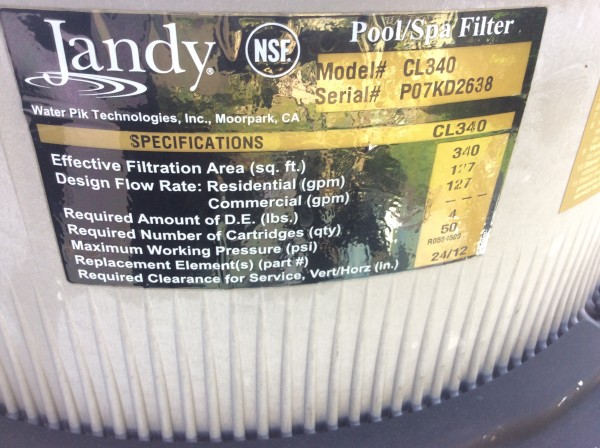 Jandy®
NSF®
Pool/Spa Filter
Model# CL340
Serial# P07KD2638
Water Pik Technologies, Inc., Moorpark, CA
SPECIFICATIONS CL340
Effective Filtration Area (sq. ft.) 340
Design Flow Rate: Residential (gpm) 127
Commercial (gpm) 127
Required Amount of D.E. (lbs.) - - -
Required Number of Cartridges (qty) 4
Maximum Working Pressure (psi) 50
Replacement Element(s) (part #)
Required Clearance for Service, Vert/Horz (in.) 24/12